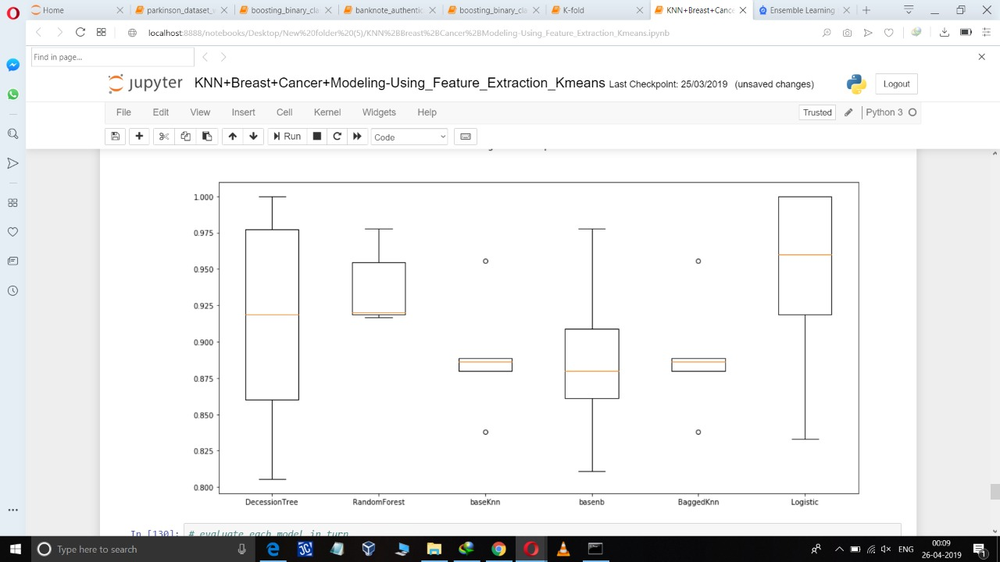 Home
parkinson_dataset_v
boosting_binary_cla
banknote_authentic
boosting_binary_cla
K-fold
KNN+Breast+Cance
Ensemble Learning
localhost:8888/notebooks/Desktop/New%20folder%20(5)/KNN%2BBreast%2BCancer%2BModeling-Using_Feature_Extraction_Kmeans.ipynb
Find in page...
jupyter KNN+Breast+Cancer+Modeling-Using_Feature_Extraction_Kmeans Last Checkpoint: 25/03/2019 (unsaved changes)
Logout
File Edit View Insert Cell Kernel Widgets Help
Trusted Python 3
Run Code
1.000
0.975
0.950
0.925
0.900
0.875
0.850
0.825
0.800
DecessionTree RandomForest baseKnn basenb BaggedKnn Logistic
In [130]: # evaluate each model in turn
Type here to search
ENG
00:09
26-04-2019
1